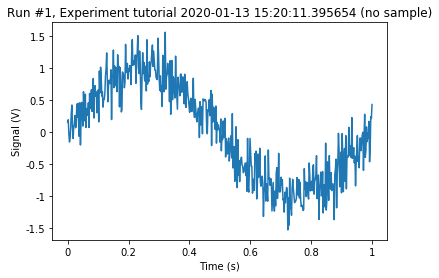 Run #1, Experiment tutorial 2020-01-13 15:20:11.395654 (no sample)
1.5
1
0.5
0
-0.5
-1
-1.5
Signal (V)
0 0.2 0.4 0.6 0.8 1
Time (s)